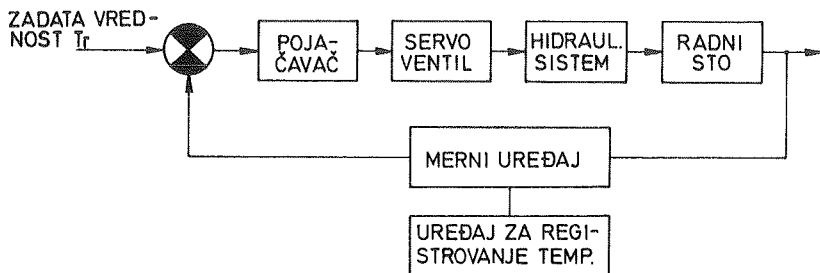 ZADATA VRED-
NOST Tr
POJA-
ČAVAČ
SERVO
VENTIL
HIDRAUL.
SISTEM
RADNI
STO
MERNI UREĐAJ
UREĐAJ ZA REGI-
STROVANJE TEMP.